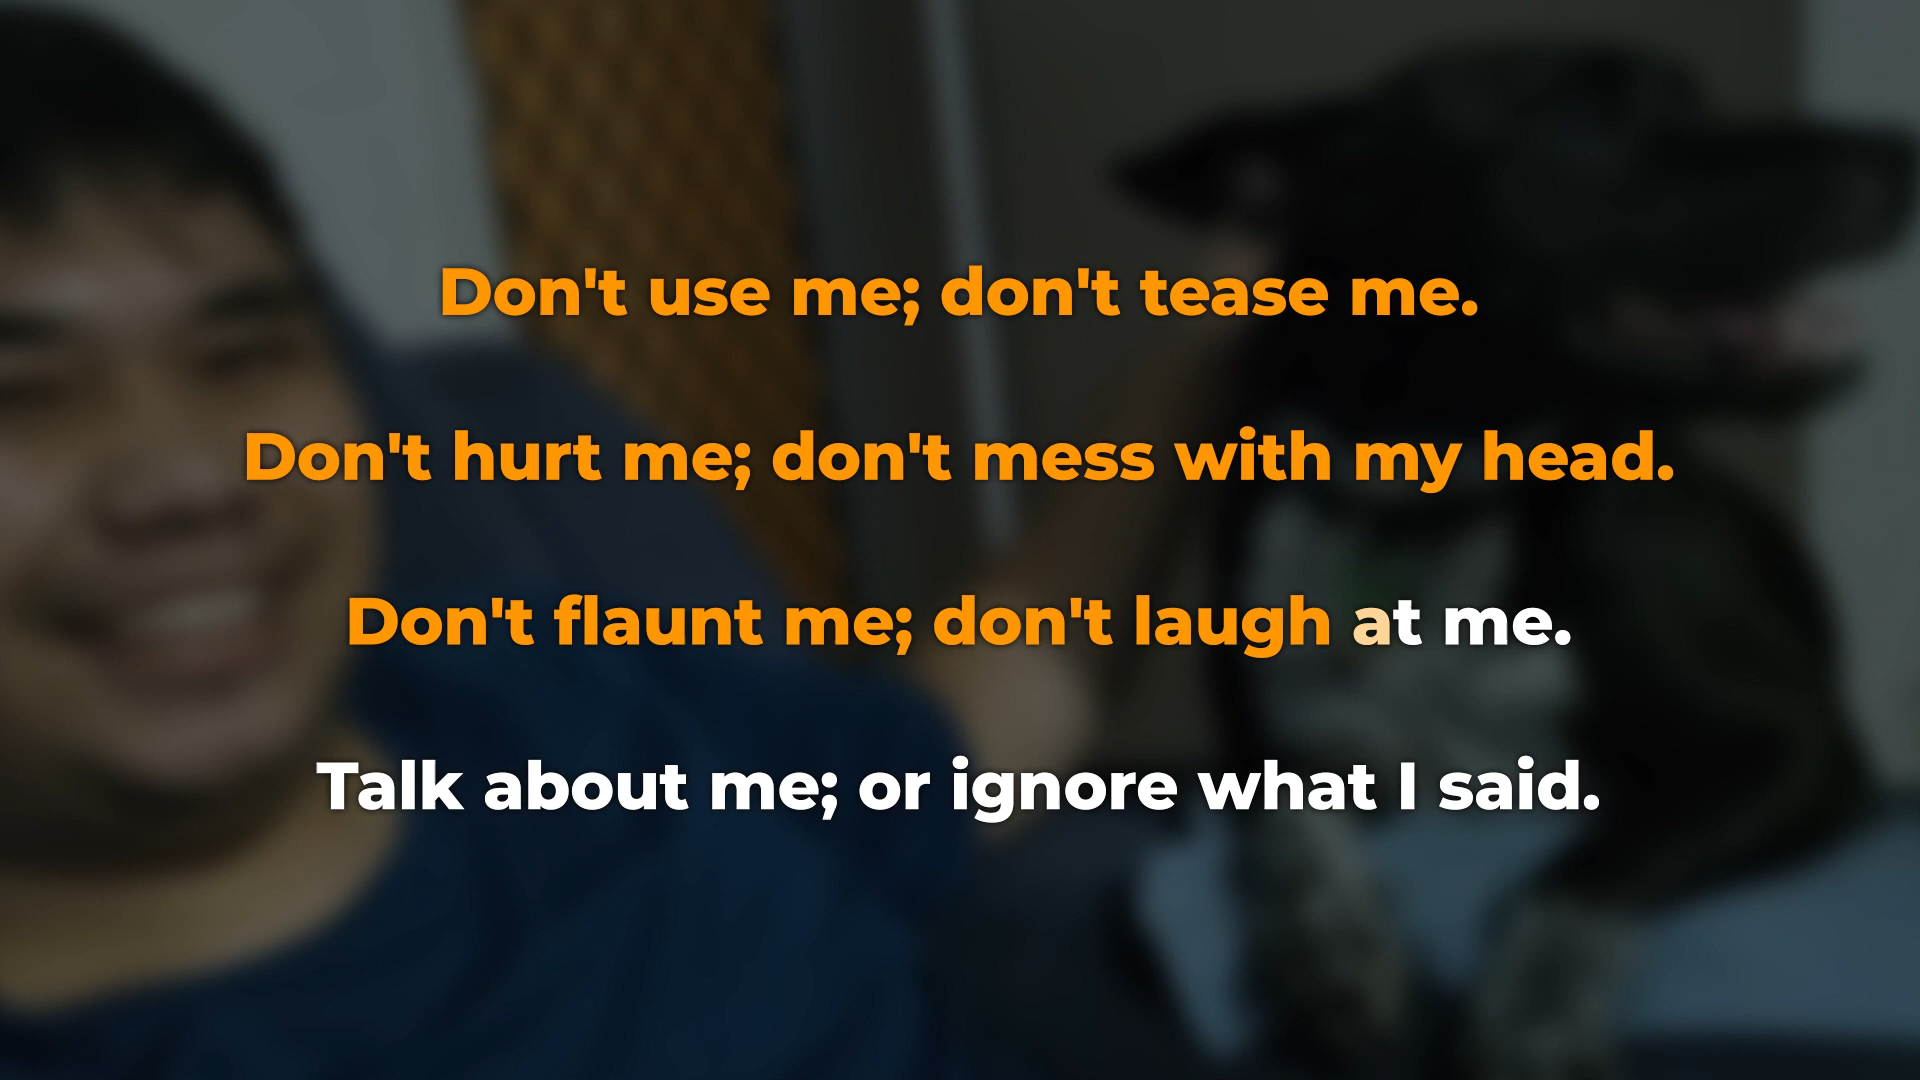 Don't use me; don't tease me.
Don't hurt me; don't mess with my head.
Don't flaunt me; don't laugh at me.
Talk about me; or ignore what I said.